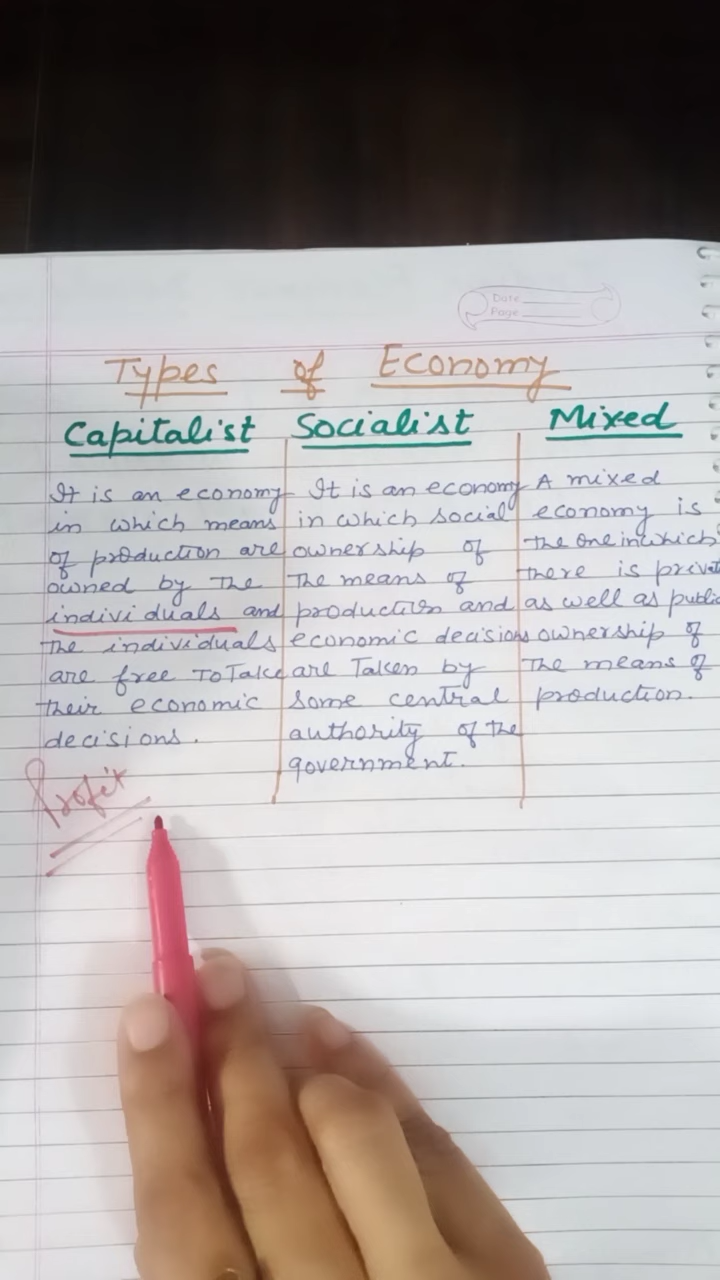 Date
Page
Types of Economy
Capitalist
It is an economy
in which means
of production are
owned by the
individuals and
the individuals
are free to take
their economic
decisions.
Profit
Socialist
It is an economy
in which social
ownership of
the means of
production and
economic decisions
are taken by
some central
authority of the
government.
Mixed
A mixed
economy is
the one in which
there is privat
as well as public
ownership of
the means of
production.